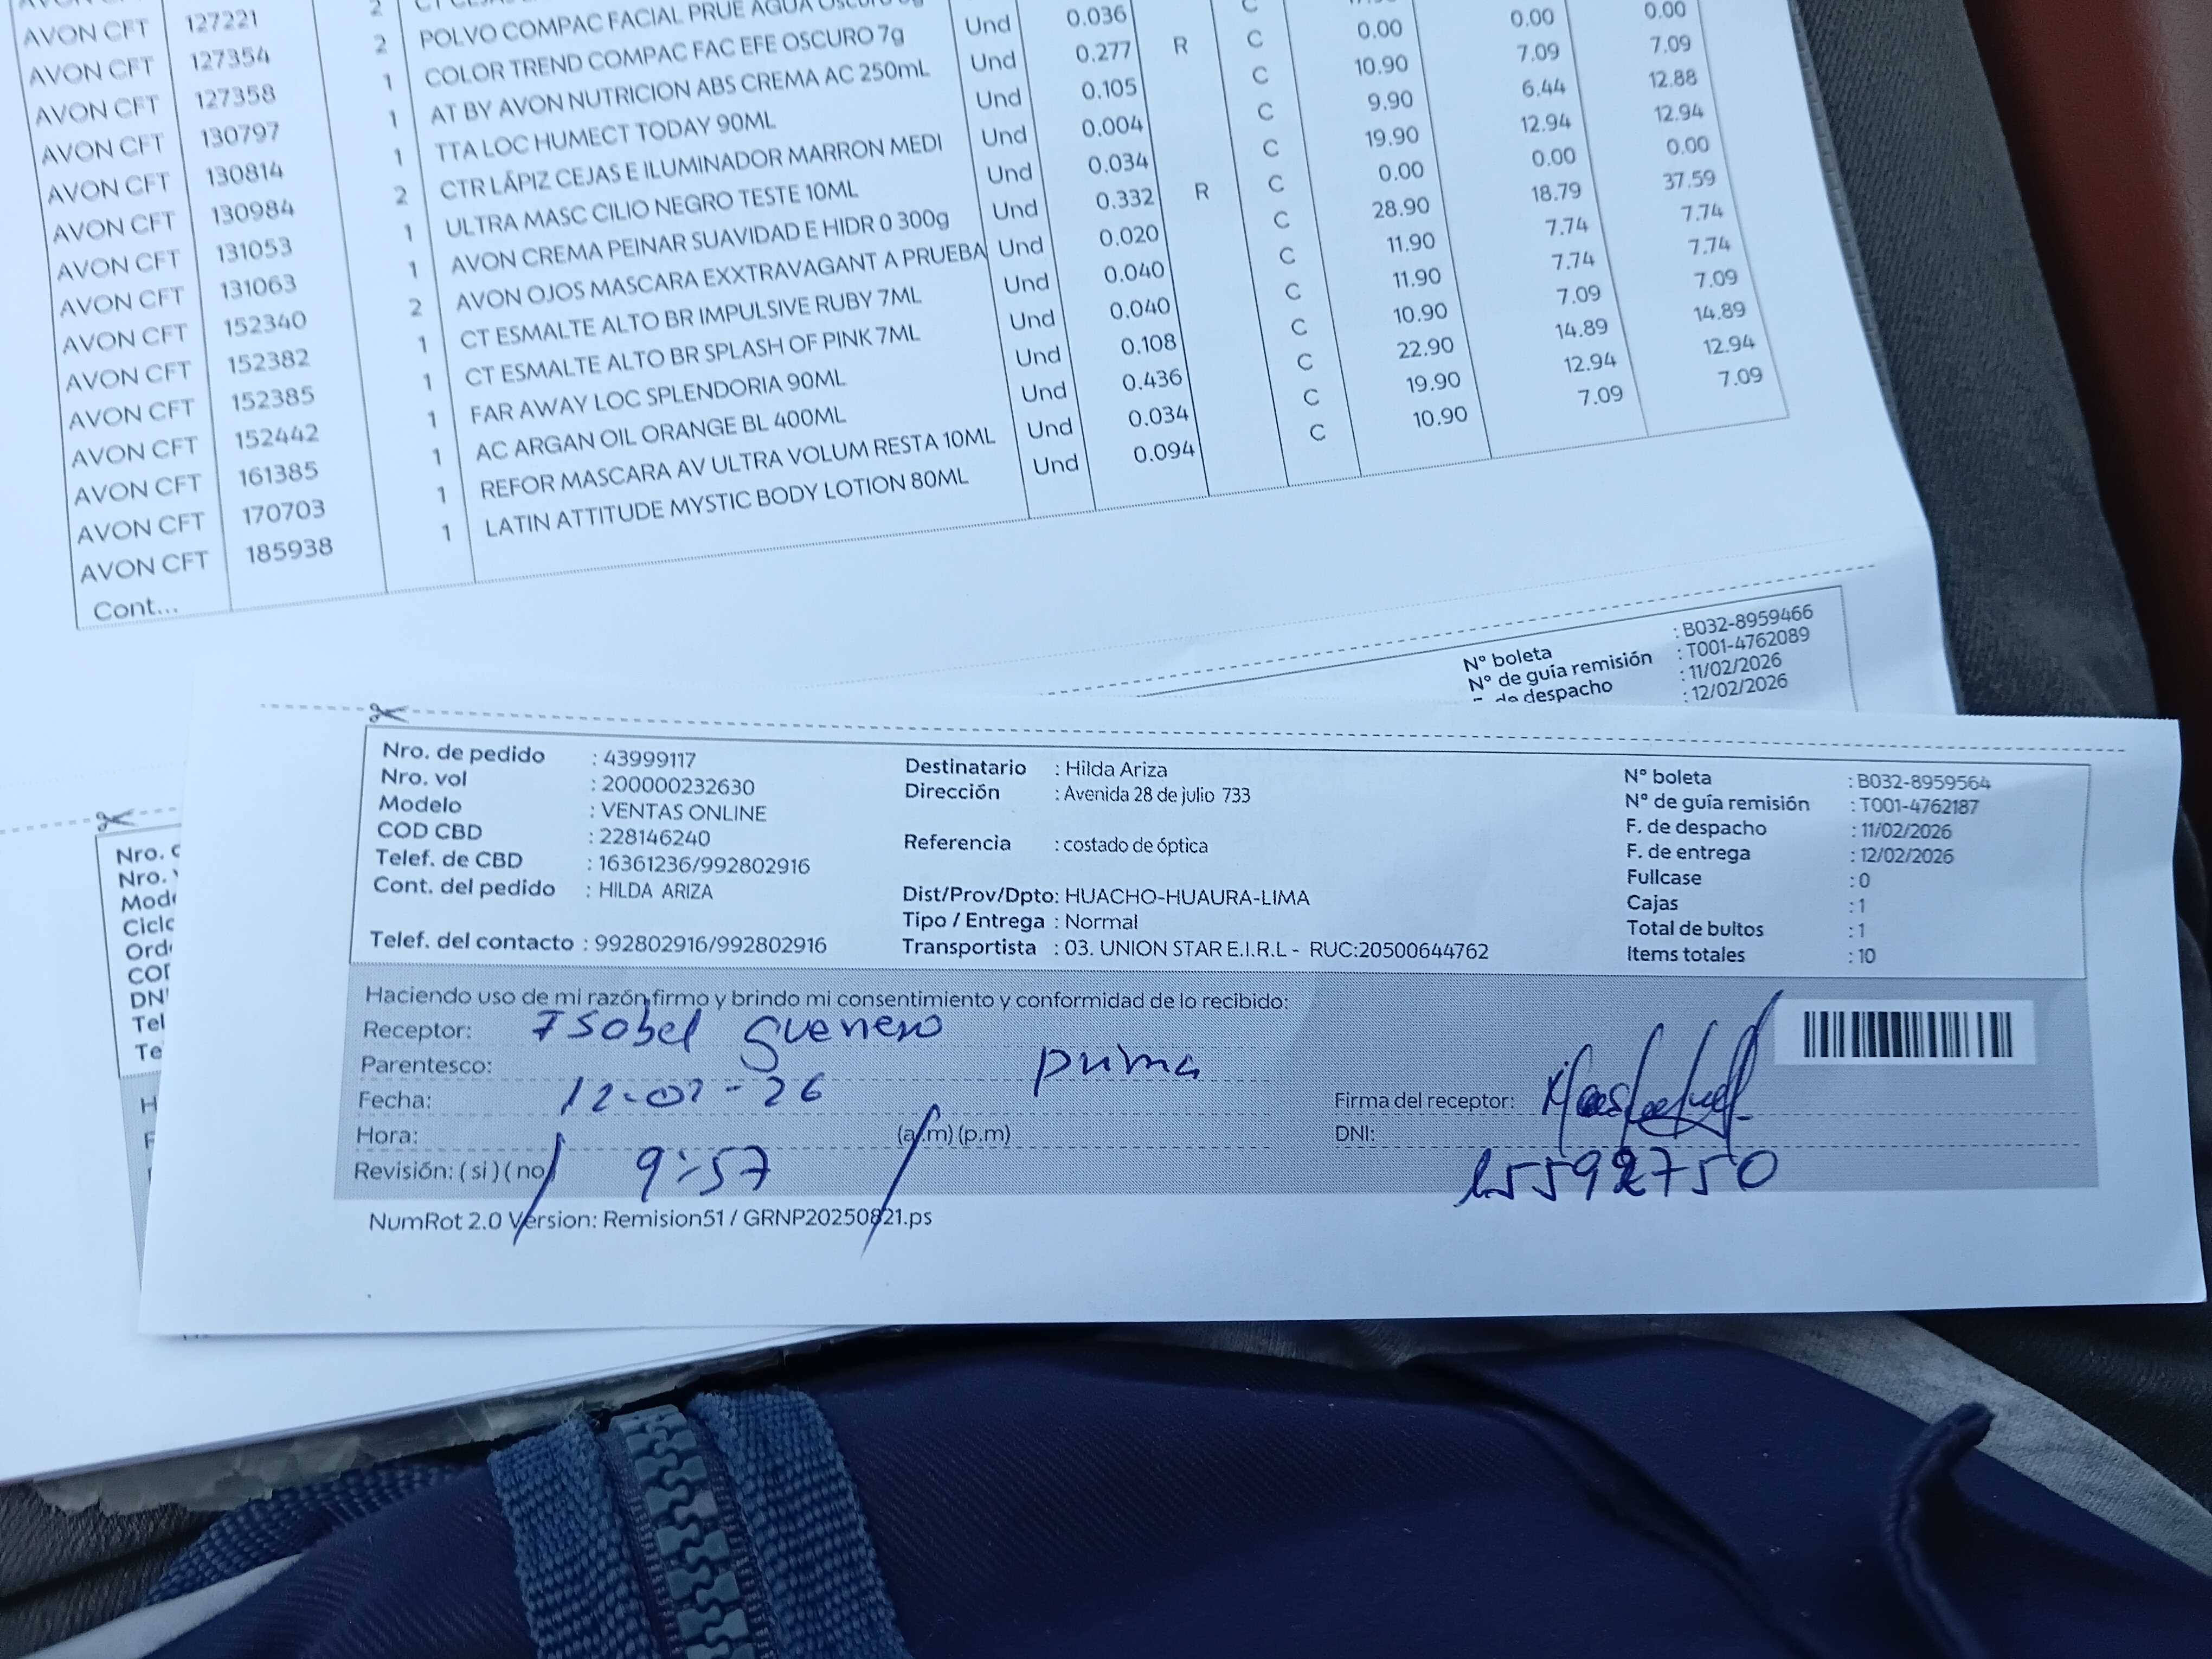 AVON CFT 127221 2
AVON CFT 127354 2 POLVO COMPAC FACIAL PRUE AGUA Und 0.036 C 0.00 0.00 0.00
AVON CFT 127358 1 COLOR TREND COMPAC FAC EFE OSCURO 7g Und 0.277 R C 10.90 7.09 7.09
AVON CFT 130797 1 AT BY AVON NUTRICION ABS CREMA AC 250mL Und 0.105 C 9.90 6.44 12.88
AVON CFT 130814 1 TTA LOC HUMECT TODAY 90ML Und 0.004 C 19.90 12.94 12.94
AVON CFT 130984 2 CTR LÁPIZ CEJAS E ILUMINADOR MARRON MEDI Und 0.034 C 0.00 0.00 0.00
AVON CFT 131053 1 ULTRA MASC CILIO NEGRO TESTE 10ML Und 0.332 R C 28.90 18.79 37.59
AVON CFT 131063 1 AVON CREMA PEINAR SUAVIDAD E HIDR 0 300g Und 0.020 C 11.90 7.74 7.74
AVON CFT 152340 2 AVON OJOS MASCARA EXXTRAVAGANT A PRUEBA Und 0.040 C 11.90 7.74 7.74
AVON CFT 152382 1 CT ESMALTE ALTO BR IMPULSIVE RUBY 7ML Und 0.040 C 10.90 7.09 7.09
AVON CFT 152385 1 CT ESMALTE ALTO BR SPLASH OF PINK 7ML Und 0.108 C 22.90 14.89 14.89
AVON CFT 152442 1 FAR AWAY LOC SPLENDORIA 90ML Und 0.436 C 19.90 12.94 12.94
AVON CFT 161385 1 AC ARGAN OIL ORANGE BL 400ML Und 0.034 C 10.90 7.09 7.09
AVON CFT 170703 1 REFOR MASCARA AV ULTRA VOLUM RESTA 10ML Und 0.094
AVON CFT 185938 1 LATIN ATTITUDE MYSTIC BODY LOTION 80ML
Cont...
N° boleta : B032-8959466
N° de guía remisión : T001-4762089
de despacho : 11/02/2026
: 12/02/2026
Nro. de pedido : 43999117 Destinatario : Hilda Ariza N° boleta : B032-8959564
Nro. vol : 200000232630 Dirección : Avenida 28 de julio 733 N° de guía remisión : T001-4762187
Modelo : VENTAS ONLINE F. de despacho : 11/02/2026
COD CBD : 228146240 Referencia : costado de óptica F. de entrega : 12/02/2026
Telef. de CBD : 16361236/992802916 Fullcase : 0
Cont. del pedido : HILDA ARIZA Dist/Prov/Dpto: HUACHO-HUAURA-LIMA Cajas : 1
Tipo / Entrega : Normal Total de bultos : 1
Telef. del contacto : 992802916/992802916 Transportista : 03. UNION STAR E.I.R.L - RUC:20500644762 Items totales : 10
Haciendo uso de mi razón firmo y brindo mi consentimiento y conformidad de lo recibido:
Receptor: Isabel Guerrero
Parentesco: prima
Fecha: 12-02-26 Firma del receptor:
Hora: 9:57 (a.m) (p.m) DNI: 15592750
Revisión: ( si ) ( no )
NumRot 2.0 Version: Remision51 / GRNP20250821.ps
Nro.
Nro.
Ciclo
Tel